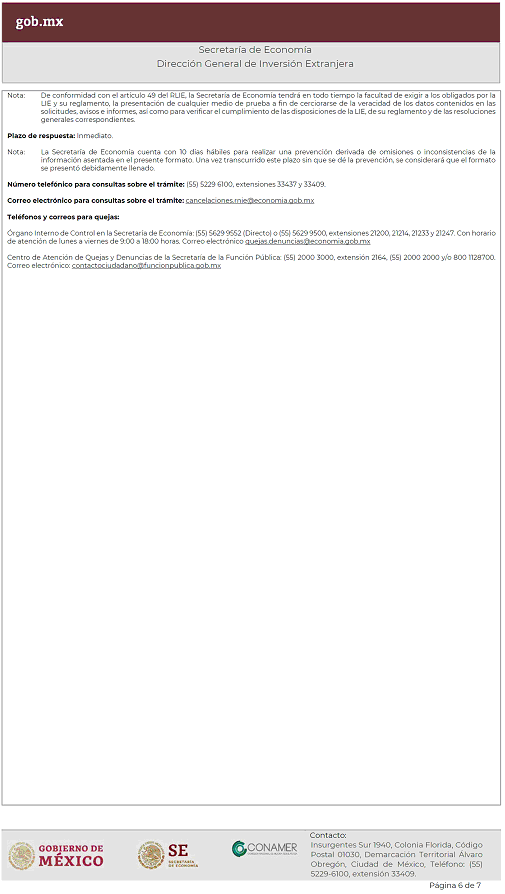 gob.mx
Secretaría de Economía
Dirección General de Inversión Extranjera
Nota: De conformidad con el artículo 49 del RLIE, la Secretaría de Economía tendrá en todo tiempo la facultad de exigir a los obligados por la
LIE y su reglamento, la presentación de cualquier medio de prueba a fin de cerciorarse de la veracidad de los datos contenidos en las
solicitudes, avisos e informes, así como para verificar el cumplimiento de las disposiciones de la LIE, de su reglamento y de las resoluciones
generales correspondientes.
Plazo de respuesta: Inmediato.
Nota: La Secretaría de Economía cuenta con 10 días hábiles para realizar una prevención derivada de omisiones o inconsistencias de la
información asentada en el presente formato. Una vez transcurrido este plazo sin que se dé la prevención, se considerará que el formato
se presentó debidamente llenado.
Número telefónico para consultas sobre el trámite: (55) 5229 6100, extensiones 33437 y 33409.
Correo electrónico para consultas sobre el trámite: cancelaciones.rnie@economia.gob.mx
Teléfonos y correos para quejas:
Órgano Interno de Control en la Secretaría de Economía: (55) 5629 9552 (Directo) o (55) 5629 9500, extensiones 21200, 21214, 21233 y 21247. Con horario
de atención de lunes a viernes de 9:00 a 18:00 horas. Correo electrónico quejas.denuncias@economia.gob.mx
Centro de Atención de Quejas y Denuncias de la Secretaría de la Función Pública: (55) 2000 3000, extensión 2164, (55) 2000 2000 y/o 800 1128700.
Correo electrónico: contactociudadano@funcionpublica.gob.mx
GOBIERNO DE
MÉXICO
SE
SECRETARÍA
DE ECONOMÍA
CONAMER
Contacto:
Insurgentes Sur 1940, Colonia Florida, Código
Postal 01030, Demarcación Territorial Álvaro
Obregón, Ciudad de México, Teléfono: (55)
5229-6100, extensión 33409.
Página 6 de 7